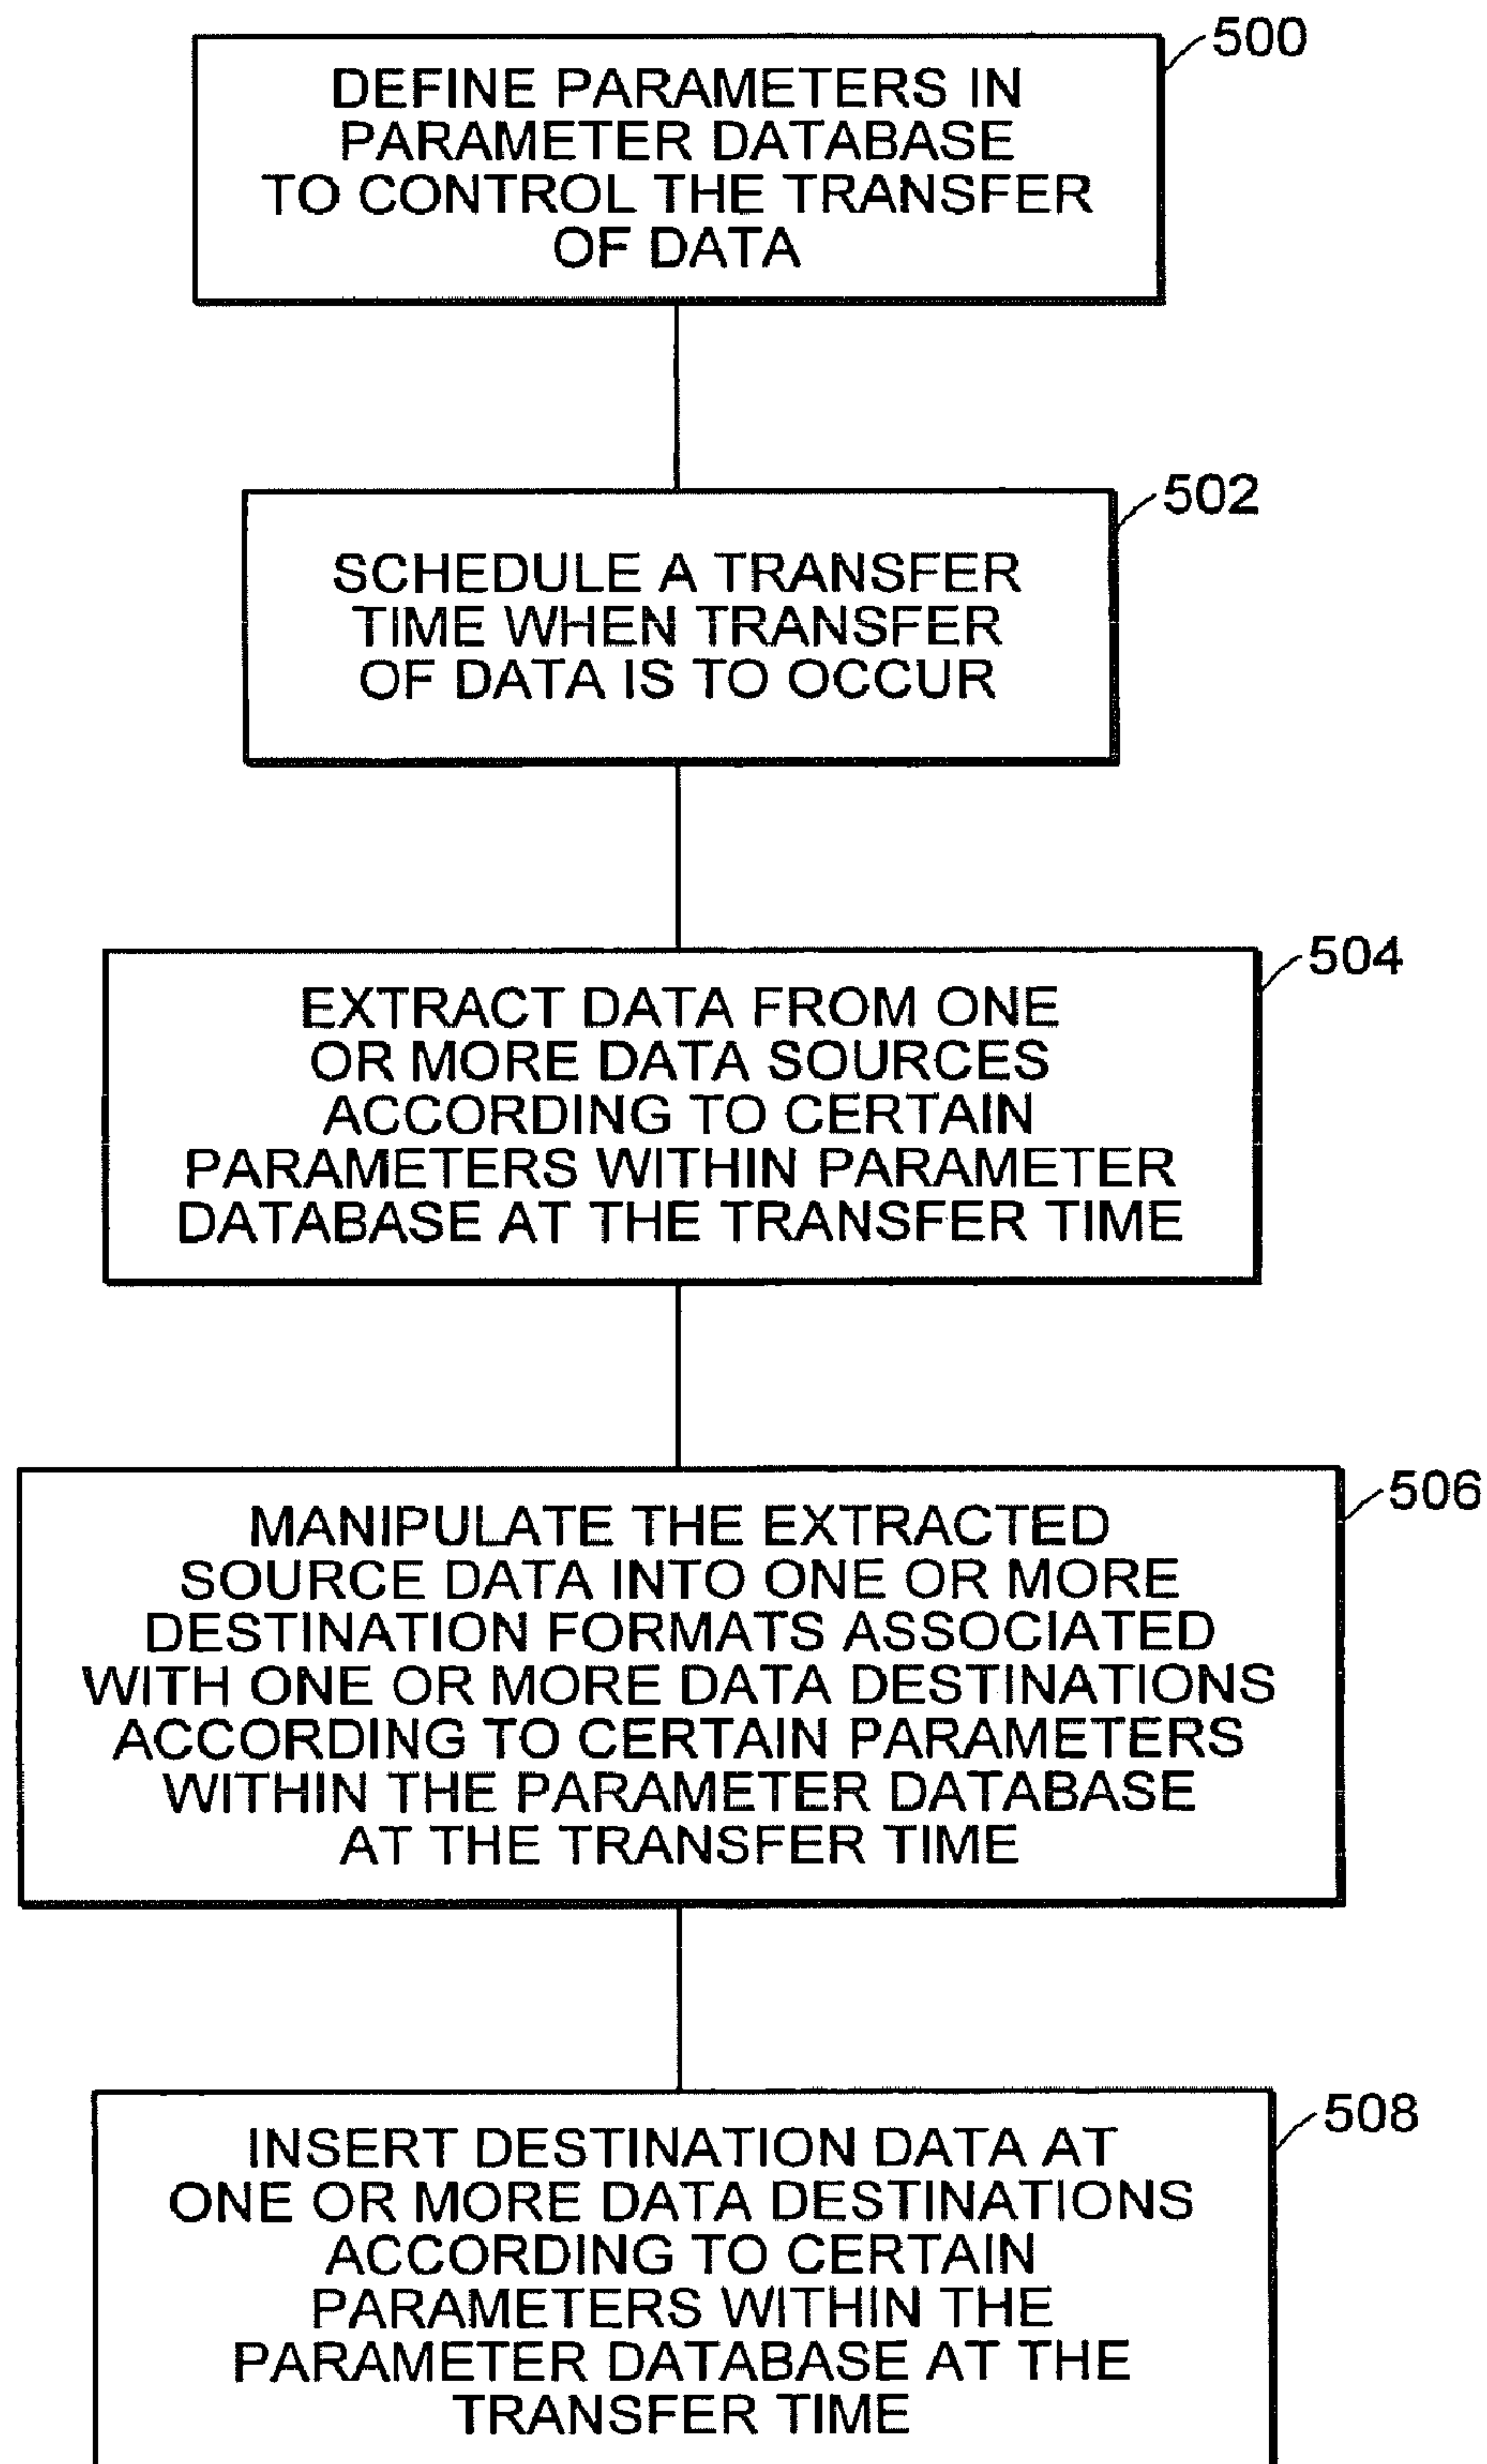 500
DEFINE PARAMETERS IN
PARAMETER DATABASE
TO CONTROL THE TRANSFER
OF DATA
502
SCHEDULE A TRANSFER
TIME WHEN TRANSFER
OF DATA IS TO OCCUR
504
EXTRACT DATA FROM ONE
OR MORE DATA SOURCES
ACCORDING TO CERTAIN
PARAMETERS WITHIN PARAMETER
DATABASE AT THE TRANSFER TIME
506
MANIPULATE THE EXTRACTED
SOURCE DATA INTO ONE OR MORE
DESTINATION FORMATS ASSOCIATED
WITH ONE OR MORE DATA DESTINATIONS
ACCORDING TO CERTAIN PARAMETERS
WITHIN THE PARAMETER DATABASE
AT THE TRANSFER TIME
508
INSERT DESTINATION DATA AT
ONE OR MORE DATA DESTINATIONS
ACCORDING TO CERTAIN
PARAMETERS WITHIN THE
PARAMETER DATABASE AT THE
TRANSFER TIME